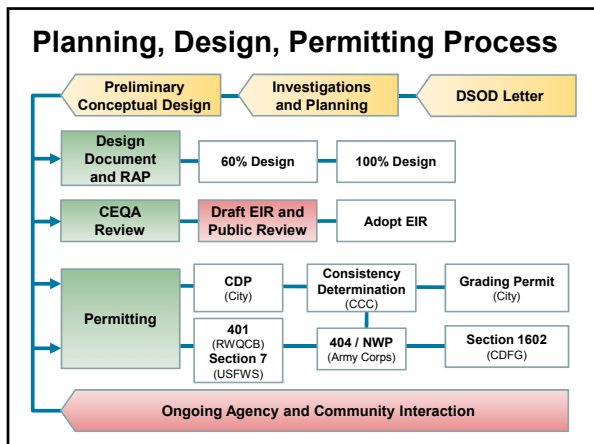 Planning, Design, Permitting Process
Preliminary
Conceptual Design
Investigations
and Planning
DSOD Letter
Design
Document
and RAP
60% Design
100% Design
CEQA
Review
Draft EIR and
Public Review
Adopt EIR
Permitting
CDP
(City)
Consistency
Determination
(CCC)
Grading Permit
(City)
401
(RWQCB)
Section 7
(USFWS)
404 / NWP
(Army Corps)
Section 1602
(CDFG)
Ongoing Agency and Community Interaction